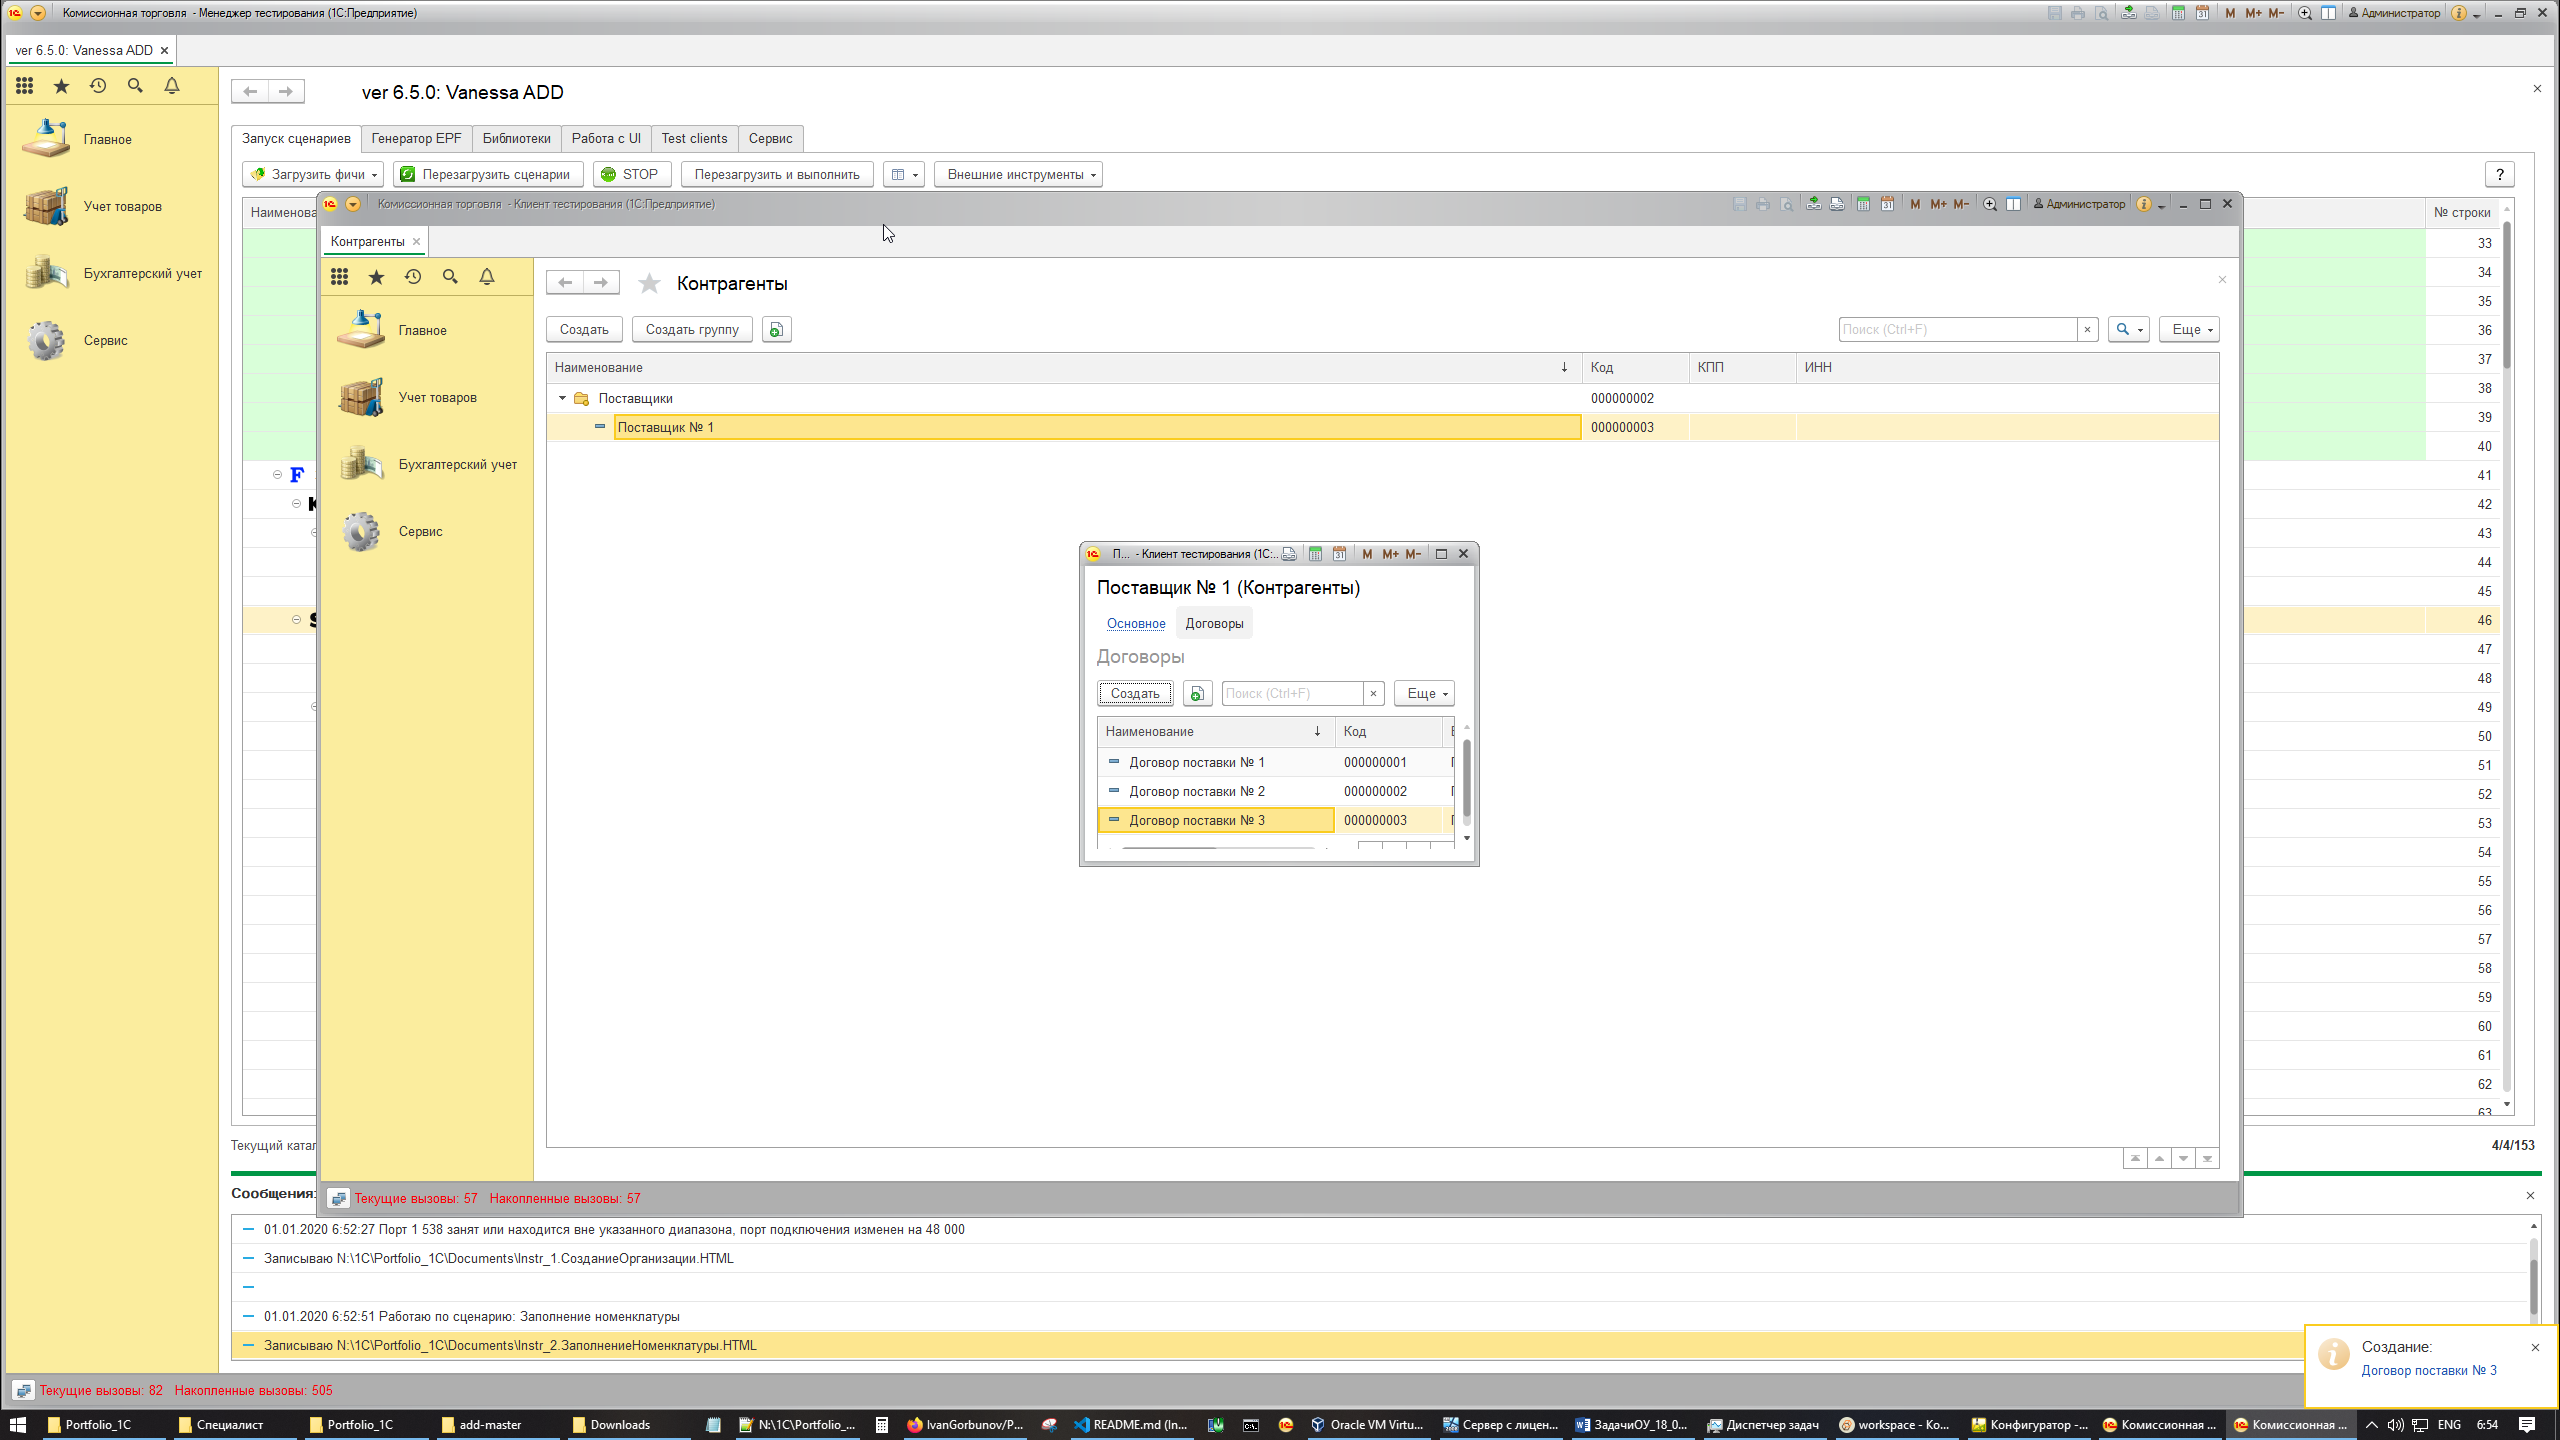 Комиссионная торговля - Менеджер тестирования (1С:Предприятие)
M M+ M- Администратор
ver 6.5.0: Vanessa ADD
ver 6.5.0: Vanessa ADD
Главное
Учет товаров
Бухгалтерский учет
Сервис
Запуск сценариев Генератор EPF Библиотеки Работа с UI Test clients Сервис
Загрузить фичи Перезагрузить сценарии STOP Перезагрузить и выполнить Внешние инструменты ?
Наименова № строки
33
34
35
36
37
38
39
40
41
42
43
44
45
46
47
48
49
50
51
52
53
54
55
56
57
58
59
60
61
62
63
F
Комиссионная торговля - Клиент тестирования (1С:Предприятие)
M M+ M- Администратор
Контрагенты
Контрагенты
Главное
Учет товаров
Бухгалтерский учет
Сервис
Создать Создать группу Поиск (Ctrl+F) Еще
Наименование Код КПП ИНН
Поставщики 000000002
Поставщик № 1 000000003
П... - Клиент тестирования (1С:... M M+ M-
Поставщик № 1 (Контрагенты)
Основное Договоры
Договоры
Создать Поиск (Ctrl+F) Еще
Наименование Код
Договор поставки № 1 000000001
Договор поставки № 2 000000002
Договор поставки № 3 000000003
Текущие вызовы: 57 Накопленные вызовы: 57
Текущий катал 4/4/153
Сообщения:
01.01.2020 6:52:27 Порт 1 538 занят или находится вне указанного диапазона, порт подключения изменен на 48 000
Записываю N:\1C\Portfolio_1C\Documents\Instr_1.СозданиеОрганизации.HTML
01.01.2020 6:52:51 Работаю по сценарию: Заполнение номенклатуры
Записываю N:\1C\Portfolio_1C\Documents\Instr_2.ЗаполнениеНоменклатуры.HTML
Создание:
Договор поставки № 3
Текущие вызовы: 82 Накопленные вызовы: 505
Portfolio_1C Специалист Portfolio_1C add-master Downloads N:\1C\Portfolio_... IvanGorbunov/P... README.md (In... Oracle VM Virtu... Сервер с лицен... ЗадачиОУ_18_0... Диспетчер задач workspace - Ко... Конфигуратор -... Комиссионная ... Комиссионная ... ENG 6:54